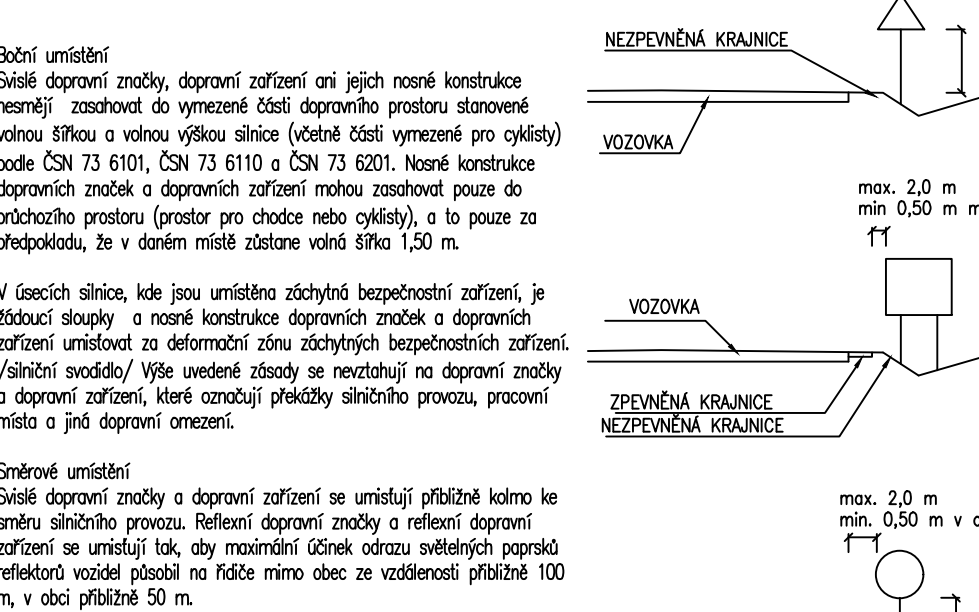 Boční umístění
Svislé dopravní značky, dopravní zařízení ani jejich nosné konstrukce
nesmějí zasahovat do vymezené části dopravního prostoru stanovené
volnou šířkou a volnou výškou silnice (včetně části vymezené pro cyklisty)
podle ČSN 73 6101, ČSN 73 6110 a ČSN 73 6201. Nosné konstrukce
dopravních značek a dopravních zařízení mohou zasahovat pouze do
průchozího prostoru (prostor pro chodce nebo cyklisty), a to pouze za
předpokladu, že v daném místě zůstane volná šířka 1,50 m.
V úsecích silnice, kde jsou umístěna záchytná bezpečnostní zařízení, je
žádoucí sloupky a nosné konstrukce dopravních značek a dopravních
zařízení umisťovat za deformační zónu záchytných bezpečnostních zařízení.
/silniční svodidlo/ Výše uvedené zásady se nevztahují na dopravní značky
a dopravní zařízení, které označují překážky silničního provozu, pracovní
místa a jiná dopravní omezení.
Směrové umístění
Svislé dopravní značky a dopravní zařízení se umisťují přibližně kolmo ke
směru silničního provozu. Reflexní dopravní značky a reflexní dopravní
zařízení se umisťují tak, aby maximální účinek odrazu světelných paprsků
reflektorů vozidel působil na řidiče mimo obec ze vzdálenosti přibližně 100
m, v obci přibližně 50 m.
NEZPEVNĚNÁ KRAJNICE
VOZOVKA
max. 2,0 m
min 0,50 m
VOZOVKA
ZPEVNĚNÁ KRAJNICE
NEZPEVNĚNÁ KRAJNICE
max. 2,0 m
min. 0,50 m v